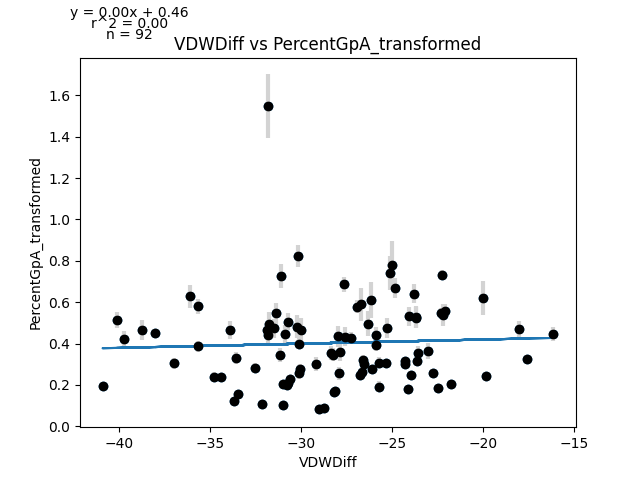 y = 0.00x + 0.46
r^2 = 0.00
n = 92
VDWDiff vs PercentGpA_transformed
1.6
1.4
1.2
1.0
0.8
0.6
0.4
0.2
0.0
PercentGpA_transformed
−40 −35 −30 −25 −20 −15
VDWDiff